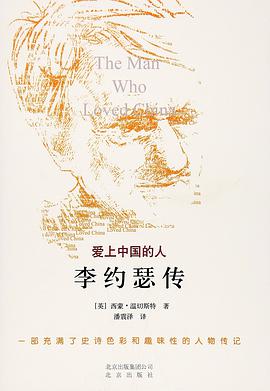 The Man
Who
Loved China
爱上中国的人
李约瑟传
[英] 西蒙·温切斯特 著
潘震泽 译
一部充满了史诗色彩和趣味性的人物传记
北京出版集团公司
北京出版社